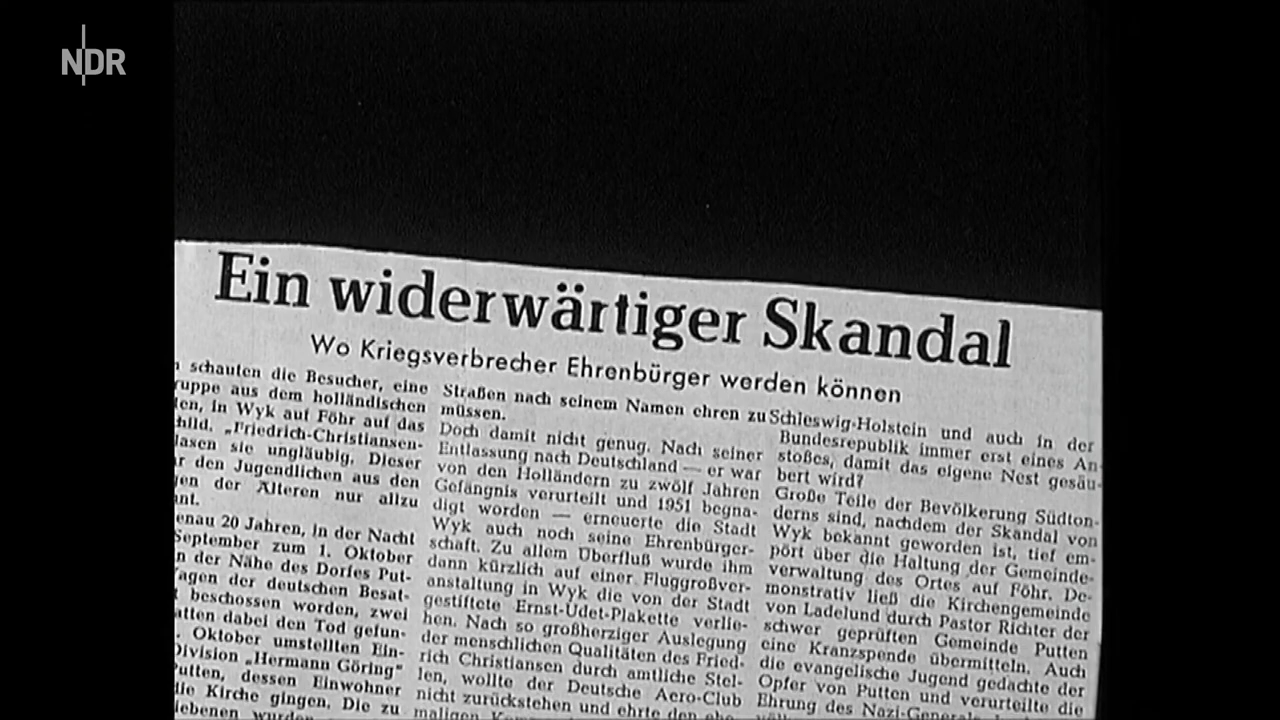 NDR
Ein widerwärtiger Skandal
Wo Kriegsverbrecher Ehrenbürger werden können
schauten die Besucher, eine
ruppe aus dem holländischen
en, in Wyk auf Föhr auf das
hild. „Friedrich-Christiansen-
lasen sie ungläubig. Dieser
r den Jugendlichen aus den
gen der Älteren nur allzu
nt.
enau 20 Jahren, in der Nacht
September zum 1. Oktober
n der Nähe des Dorfes Put-
agen der deutschen Besat-
beschossen worden, zwei
atten dabei den Tod gefun-
. Oktober umstellten Ein-
Division „Hermann Göring"
utten, dessen Einwohner
die Kirche gingen. Die zu
iebenen wurden
Straßen nach seinem Namen ehren zu
müssen.
Doch damit nicht genug. Nach seiner
Entlassung nach Deutschland — er war
von den Holländern zu zwölf Jahren
Gefängnis verurteilt und 1951 begna-
digt worden — erneuerte die Stadt
Wyk auch noch seine Ehrenbürger-
schaft. Zu allem Überfluß wurde ihm
dann kürzlich auf einer Fluggroßver-
anstaltung in Wyk die von der Stadt
gestiftete Ernst-Udet-Plakette verlie-
hen. Nach so großherziger Auslegung
der menschlichen Qualitäten des Fried-
rich Christiansen durch amtliche Stel-
len, wollte der Deutsche Aero-Club
nicht zurückstehen und ehrte den ehe-
maligen
Schleswig-Holstein und auch in der
Bundesrepublik immer erst eines An-
stoßes, damit das eigene Nest gesäu-
bert wird?
Große Teile der Bevölkerung Südton-
derns sind, nachdem der Skandal von
Wyk bekannt geworden ist, tief em-
pört über die Haltung der Gemeinde-
verwaltung des Ortes auf Föhr. De-
monstrativ ließ die Kirchengemeinde
von Ladelund durch Pastor Richter der
schwer geprüften Gemeinde Putten
eine Kranzspende übermitteln. Auch
die evangelische Jugend gedachte der
Opfer von Putten und verurteilte die
Ehrung des Nazi-Generals